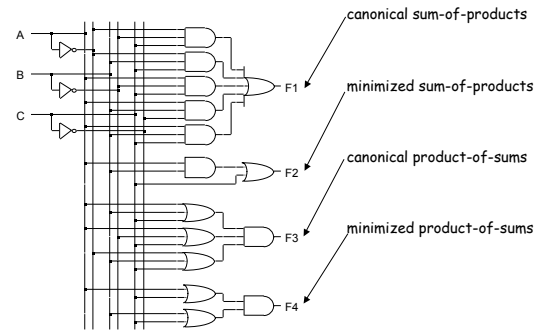 canonical sum-of-products
A
B
F1
minimized sum-of-products
C
canonical product-of-sums
F2
minimized product-of-sums
F3
F4